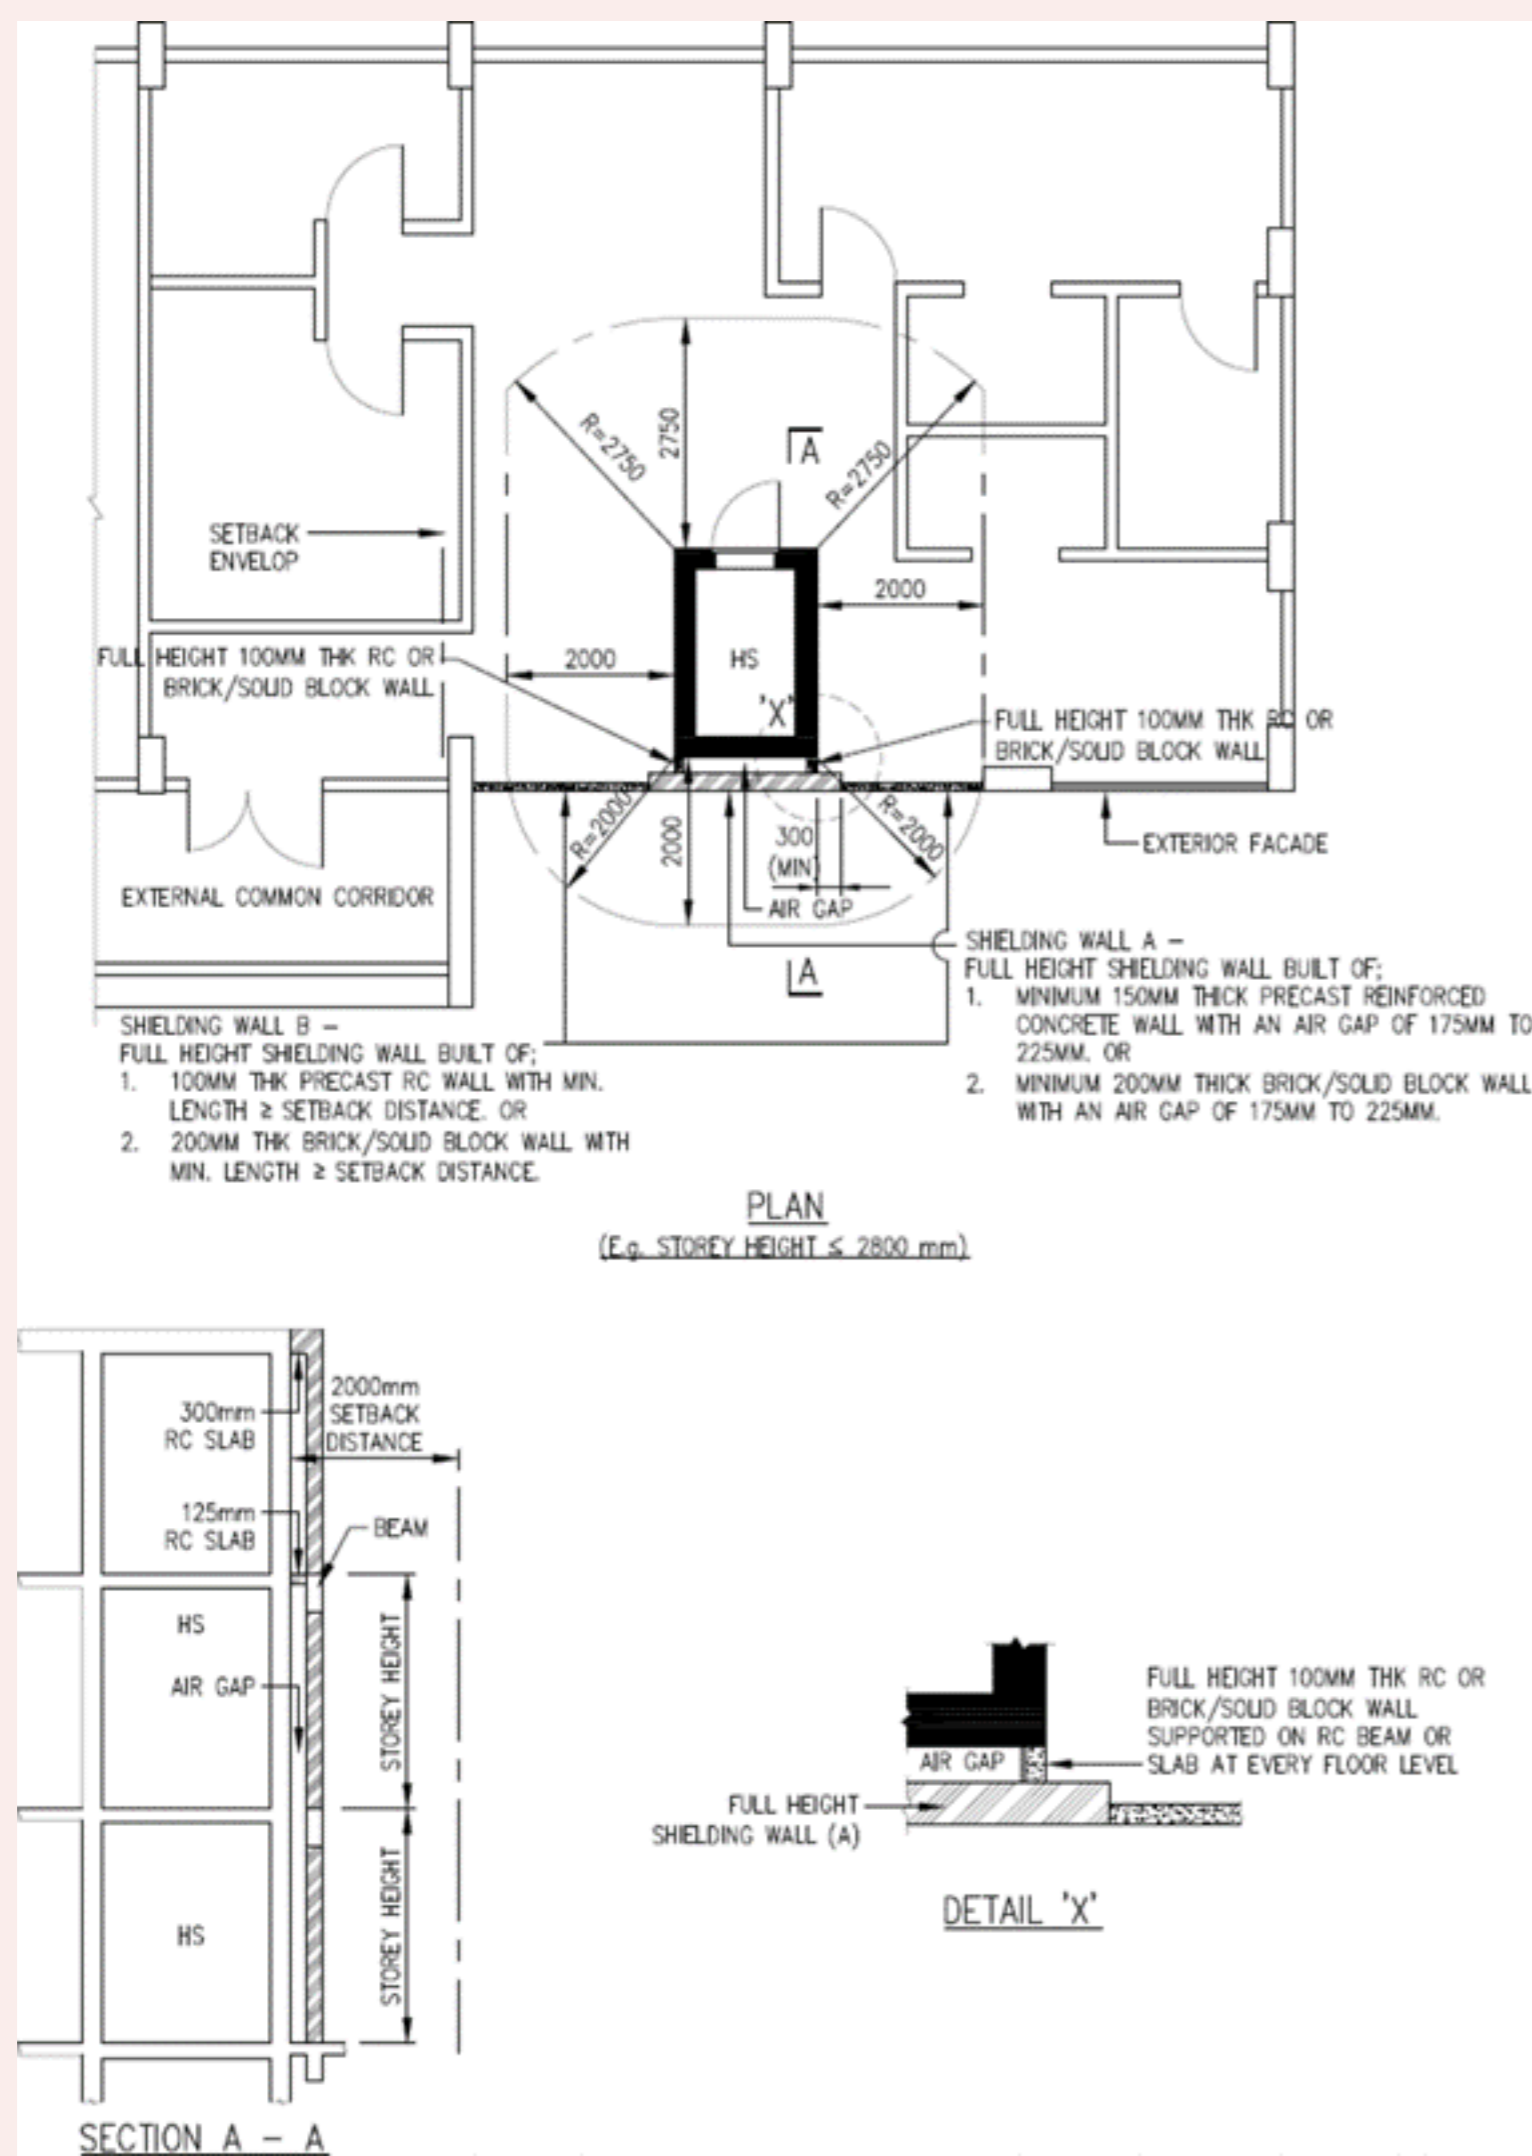 R=2750
2750
A
R=2750
SETBACK
ENVELOP
2000
FULL HEIGHT 100MM THK RC OR
BRICK/SOLID BLOCK WALL
2000
HS
'X'
FULL HEIGHT 100MM THK RC OR
BRICK/SOLID BLOCK WALL
R=2000
2000
300
(MIN)
R=2000
EXTERIOR FACADE
EXTERNAL COMMON CORRIDOR
AIR GAP
A
SHIELDING WALL A –
FULL HEIGHT SHIELDING WALL BUILT OF;
1. MINIMUM 150MM THICK PRECAST REINFORCED
CONCRETE WALL WITH AN AIR GAP OF 175MM TO
225MM. OR
2. MINIMUM 200MM THICK BRICK/SOLID BLOCK WALL
WITH AN AIR GAP OF 175MM TO 225MM.
SHIELDING WALL B –
FULL HEIGHT SHIELDING WALL BUILT OF;
1. 100MM THK PRECAST RC WALL WITH MIN.
LENGTH ≥ SETBACK DISTANCE. OR
2. 200MM THK BRICK/SOLID BLOCK WALL WITH
MIN. LENGTH ≥ SETBACK DISTANCE.
PLAN
(E.g. STOREY HEIGHT ≤ 2800 mm)
300mm
RC SLAB
2000mm
SETBACK
DISTANCE
125mm
RC SLAB
BEAM
HS
AIR GAP
STOREY HEIGHT
HS
STOREY HEIGHT
SECTION A – A
AIR GAP
FULL HEIGHT 100MM THK RC OR
BRICK/SOLID BLOCK WALL
SUPPORTED ON RC BEAM OR
SLAB AT EVERY FLOOR LEVEL
FULL HEIGHT
SHIELDING WALL (A)
DETAIL 'X'